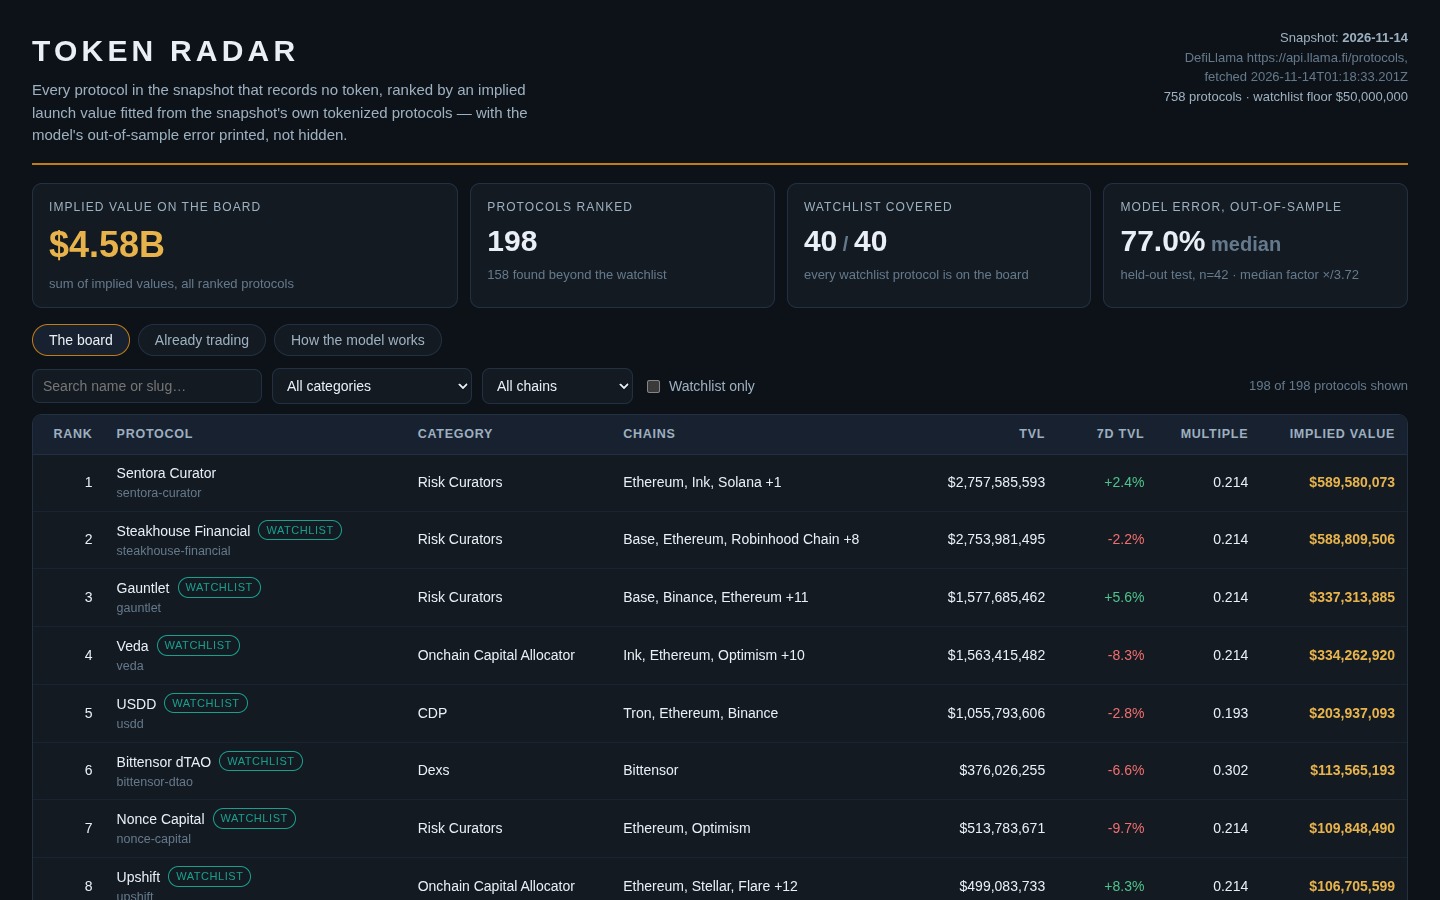 TOKEN RADAR
Every protocol in the snapshot that records no token, ranked by an implied
launch value fitted from the snapshot's own tokenized protocols — with the
model's out-of-sample error printed, not hidden.
Snapshot: 2026-11-14
DefiLlama https://api.llama.fi/protocols,
fetched 2026-11-14T01:18:33.201Z
758 protocols · watchlist floor $50,000,000
IMPLIED VALUE ON THE BOARD
$4.58B
sum of implied values, all ranked protocols
PROTOCOLS RANKED
198
158 found beyond the watchlist
WATCHLIST COVERED
40 / 40
every watchlist protocol is on the board
MODEL ERROR, OUT-OF-SAMPLE
77.0% median
held-out test, n=42 · median factor ×/3.72
The board Already trading How the model works
Search name or slug… All categories All chains Watchlist only 198 of 198 protocols shown
RANK PROTOCOL CATEGORY CHAINS TVL 7D TVL MULTIPLE IMPLIED VALUE
1 Sentora Curator Risk Curators Ethereum, Ink, Solana +1 $2,757,585,593 +2.4% 0.214 $589,580,073
sentora-curator
2 Steakhouse Financial WATCHLIST Risk Curators Base, Ethereum, Robinhood Chain +8 $2,753,981,495 -2.2% 0.214 $588,809,506
steakhouse-financial
3 Gauntlet WATCHLIST Risk Curators Base, Binance, Ethereum +11 $1,577,685,462 +5.6% 0.214 $337,313,885
gauntlet
4 Veda WATCHLIST Onchain Capital Allocator Ink, Ethereum, Optimism +10 $1,563,415,482 -8.3% 0.214 $334,262,920
veda
5 USDD WATCHLIST CDP Tron, Ethereum, Binance $1,055,793,606 -2.8% 0.193 $203,937,093
usdd
6 Bittensor dTAO WATCHLIST Dexs Bittensor $376,026,255 -6.6% 0.302 $113,565,193
bittensor-dtao
7 Nonce Capital WATCHLIST Risk Curators Ethereum, Optimism $513,783,671 -9.7% 0.214 $109,848,490
nonce-capital
8 Upshift WATCHLIST Onchain Capital Allocator Ethereum, Stellar, Flare +12 $499,083,733 +8.3% 0.214 $106,705,599
upshift